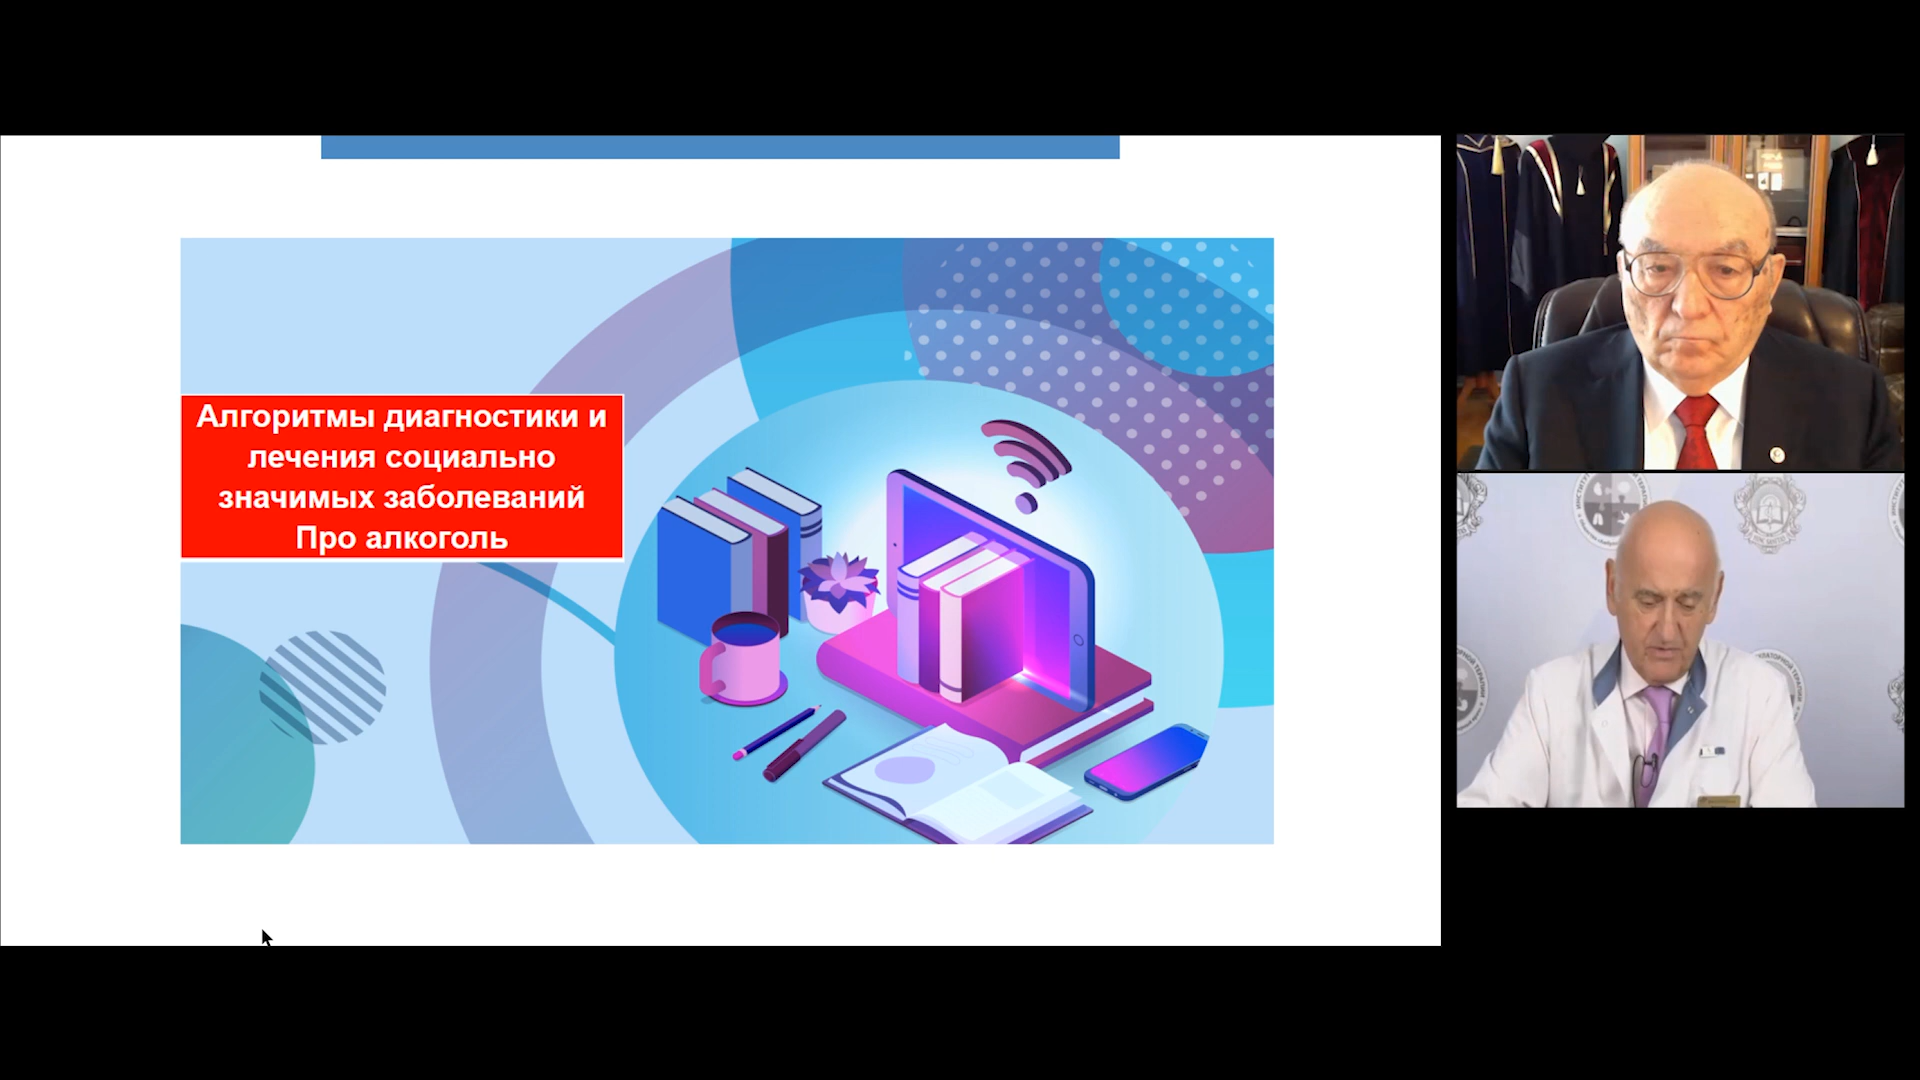 Алгоритмы диагностики и
лечения социально
значимых заболеваний
Про алкоголь